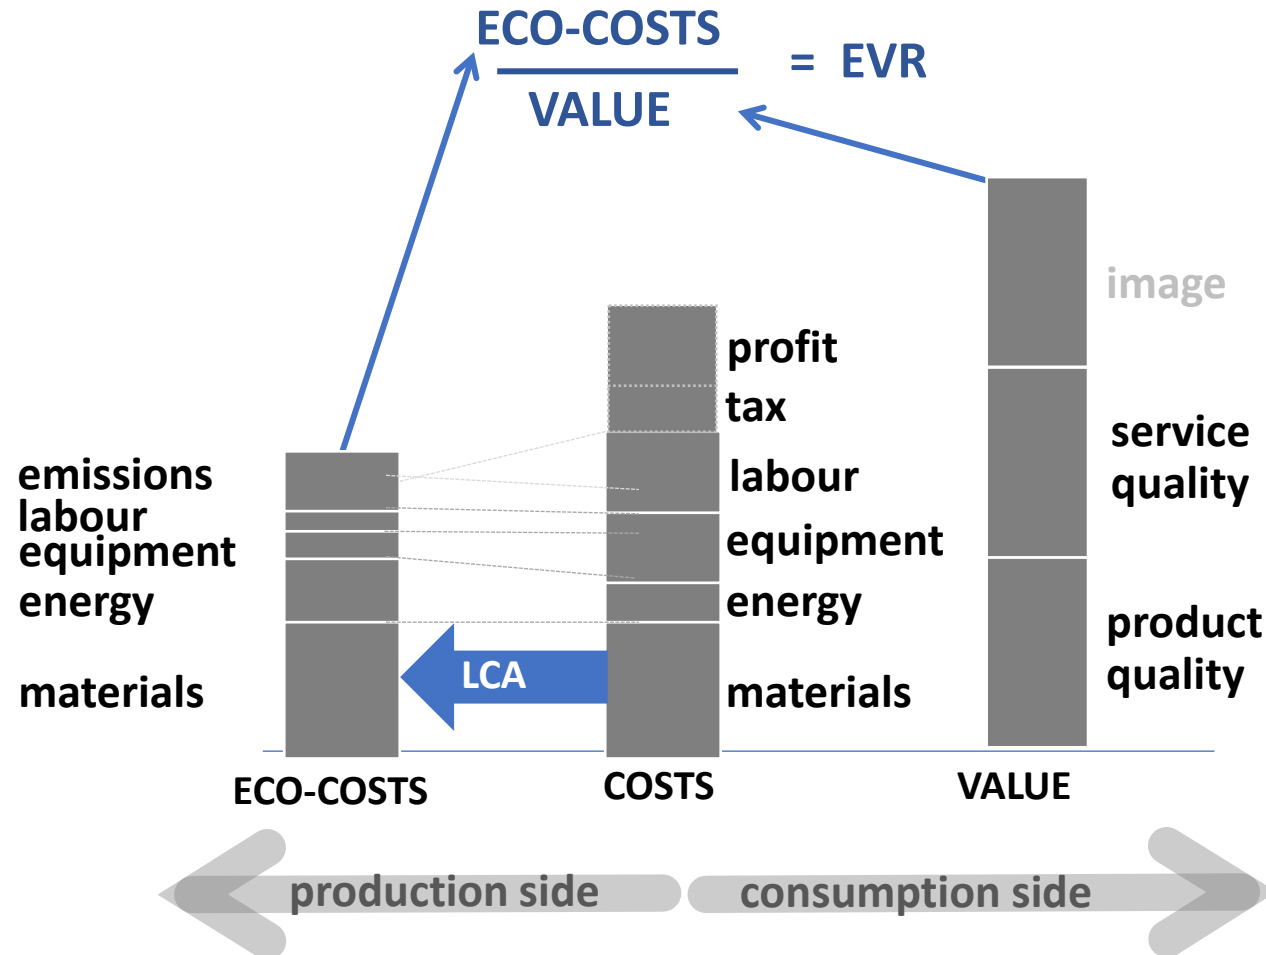 ECO-COSTS
VALUE
= EVR
image
profit
tax
service
quality
emissions
labour
equipment
energy
materials
labour
equipment
energy
materials
LCA
product
quality
ECO-COSTS
COSTS
VALUE
production side
consumption side